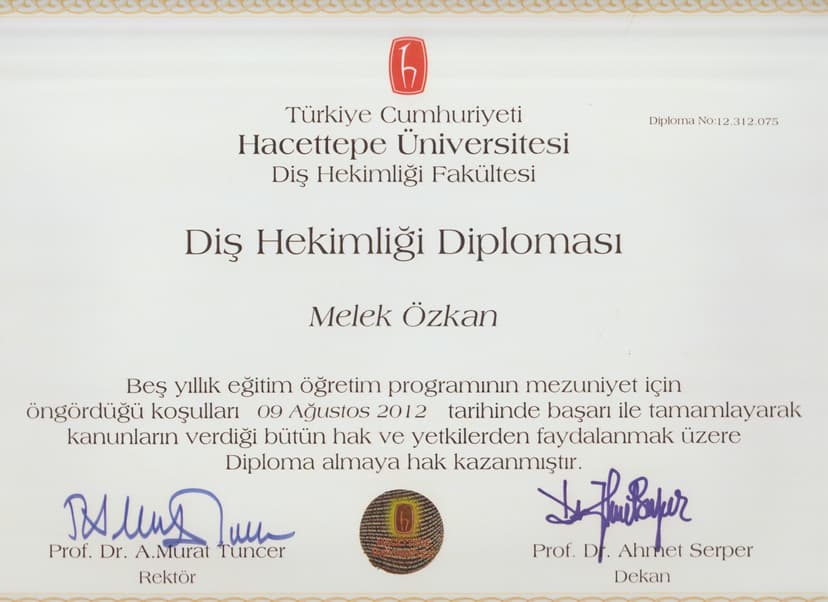 Türkiye Cumhuriyeti
Diploma No:12.312.075
Hacettepe Üniversitesi
Diş Hekimliği Fakültesi
Diş Hekimliği Diploması
Melek Özkan
Beş yıllık eğitim öğretim programının mezuniyet için
öngördüğü koşulları 09 Ağustos 2012 tarihinde başarı ile tamamlayarak
kanunların verdiği bütün hak ve yetkilerden faydalanmak üzere
Diploma almaya hak kazanmıştır.
Prof. Dr. A.Murat Tuncer
Rektör
Prof. Dr. Ahmet Serper
Dekan